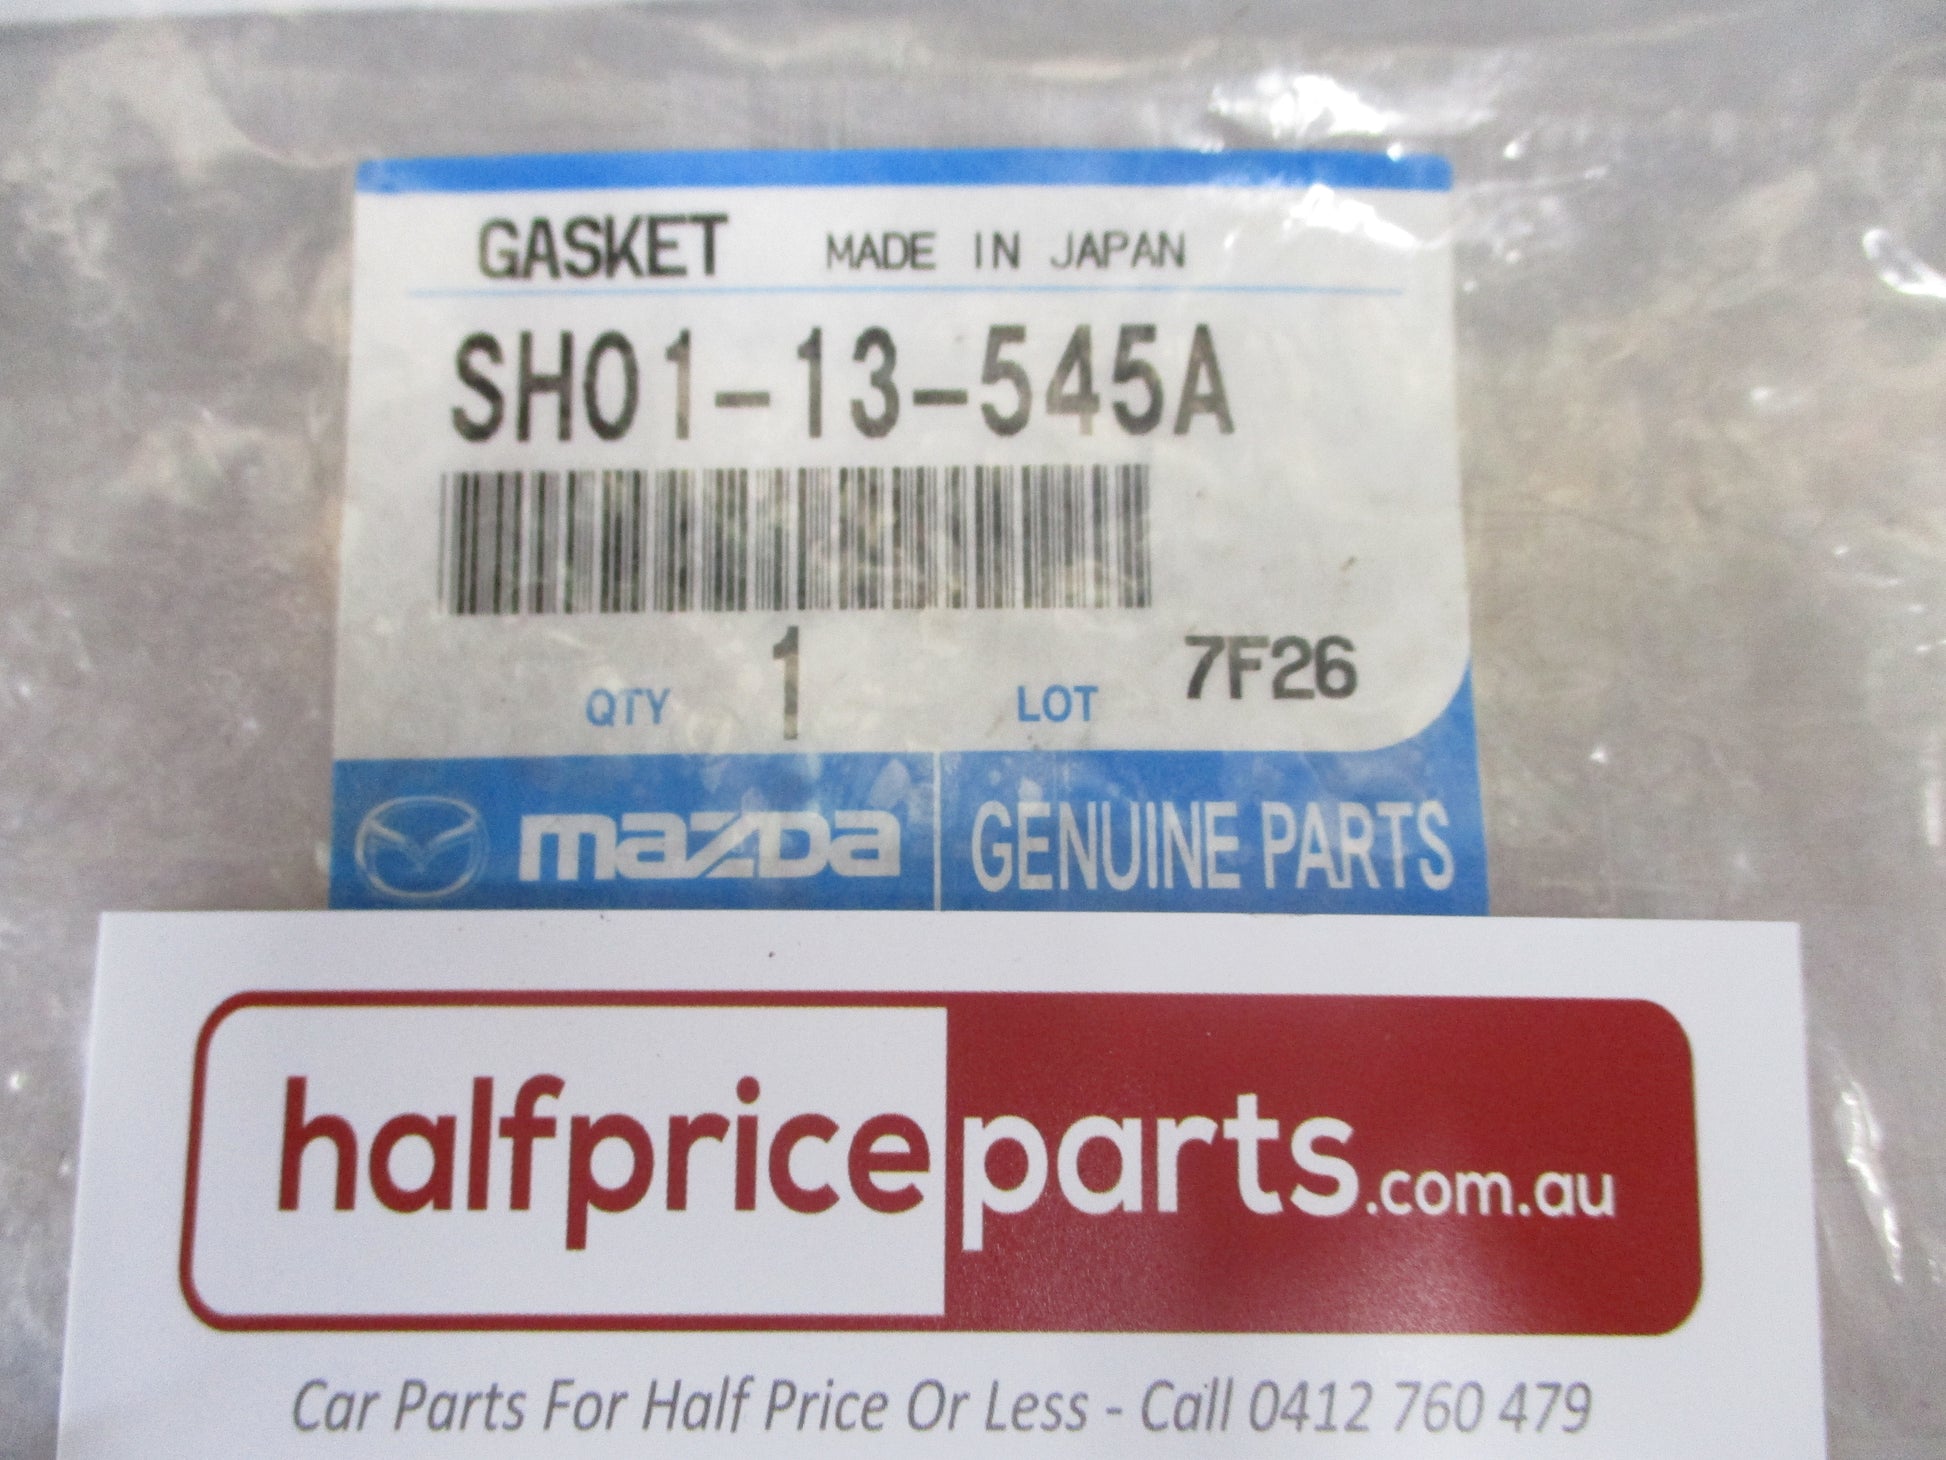 GASKET MADE IN JAPAN
SH01-13-545A
QTY 1 LOT 7F26
mazda GENUINE PARTS
halfpriceparts.com.au
Car Parts For Half Price Or Less - Call 0412 760 479